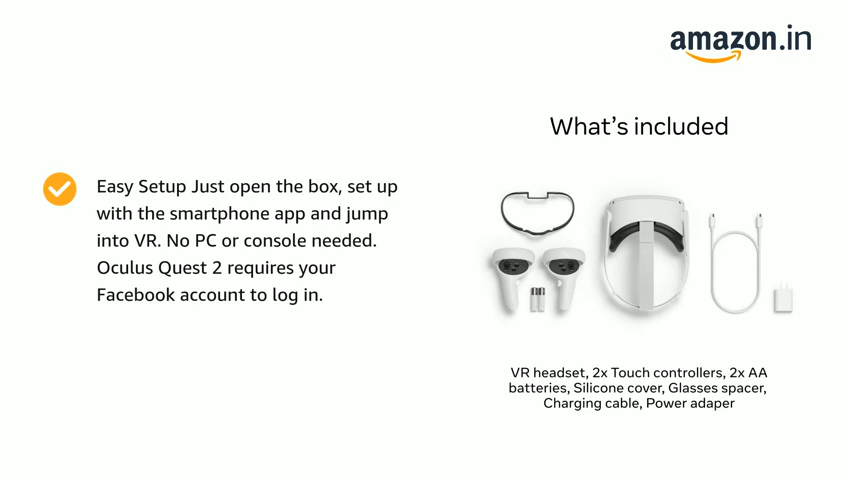 amazon.in
What's included
Easy Setup Just open the box, set up
with the smartphone app and jump
into VR. No PC or console needed.
Oculus Quest 2 requires your
Facebook account to log in.
VR headset, 2x Touch controllers, 2x AA
batteries, Silicone cover, Glasses spacer,
Charging cable, Power adaper